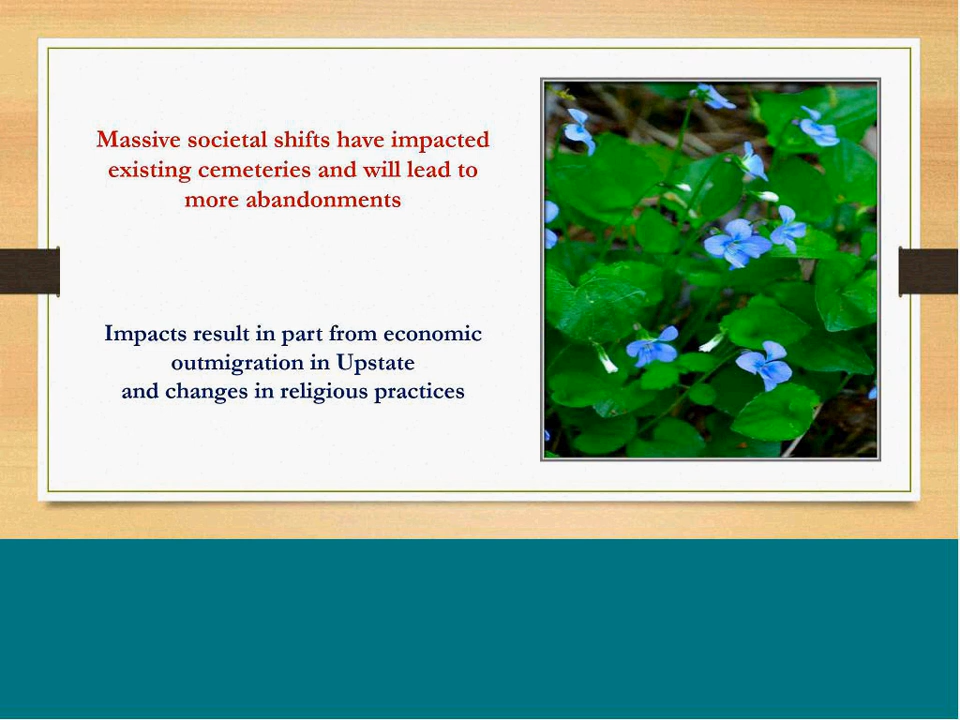 Massive societal shifts have impacted
existing cemeteries and will lead to
more abandonments
Impacts result in part from economic
outmigration in Upstate
and changes in religious practices